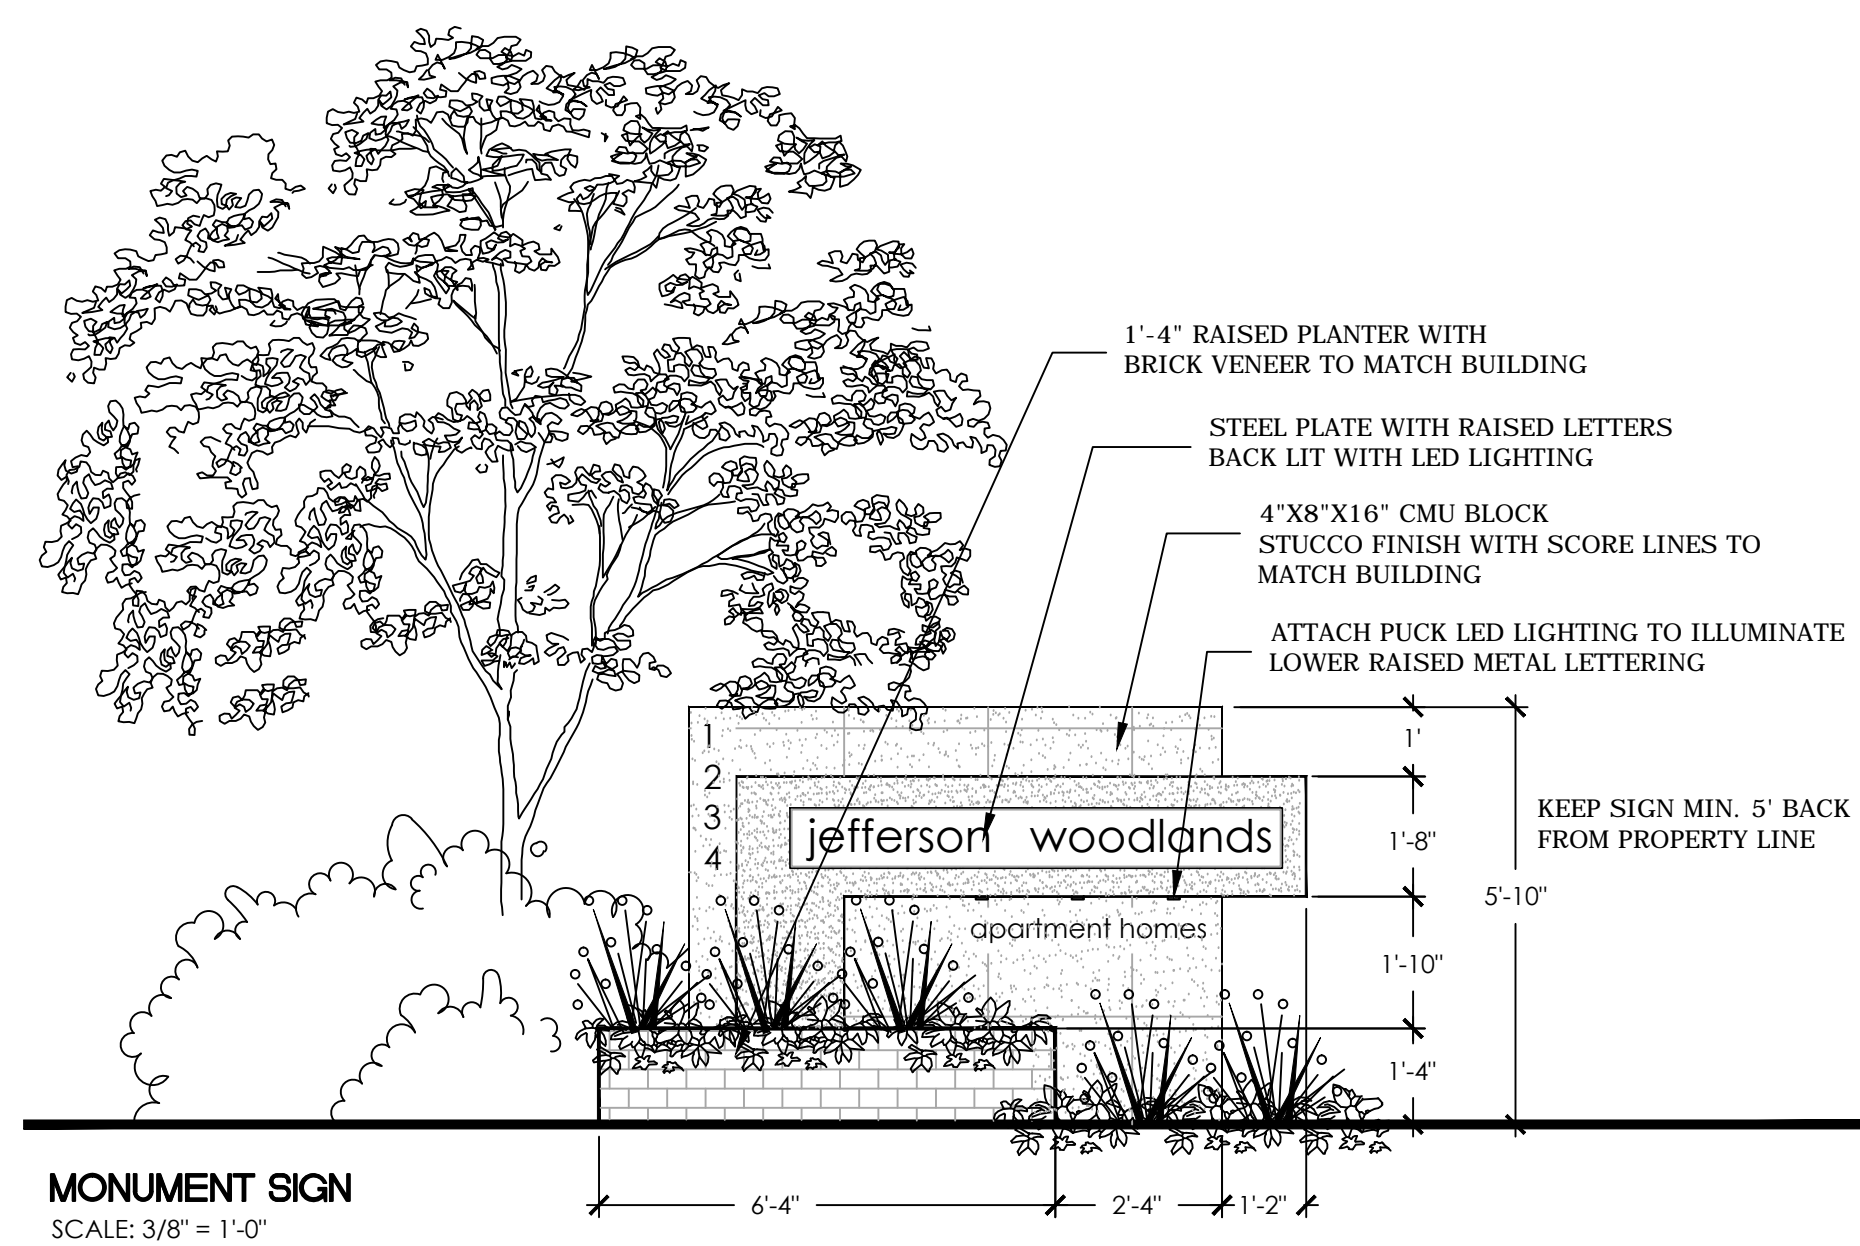 1'-4" RAISED PLANTER WITH
BRICK VENEER TO MATCH BUILDING
STEEL PLATE WITH RAISED LETTERS
BACK LIT WITH LED LIGHTING
4"X8"X16" CMU BLOCK
STUCCO FINISH WITH SCORE LINES TO
MATCH BUILDING
ATTACH PUCK LED LIGHTING TO ILLUMINATE
LOWER RAISED METAL LETTERING
1
2
3
4
jefferson woodlands
apartment homes
1'
1'-8"
1'-10"
1'-4"
5'-10"
KEEP SIGN MIN. 5' BACK
FROM PROPERTY LINE
6'-4"
2'-4"
1'-2"
MONUMENT SIGN
SCALE: 3/8" = 1'-0"